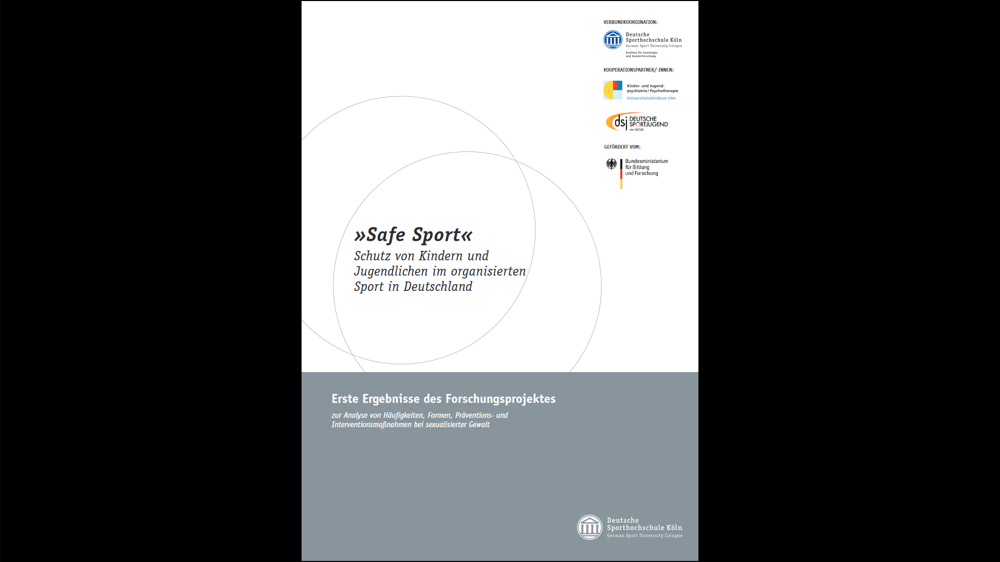 VERBUNDKOORDINATION:
Deutsche
Sporthochschule Köln
German Sport University Cologne
Institut für Soziologie
und Genderforschung
KOOPERATIONSPARTNER/-INNEN:
Kinder- und Jugend-
psychiatrie / Psychotherapie
Universitätsklinikum Ulm
dsj DEUTSCHE
SPORTJUGEND
im DOSB
GEFÖRDERT VOM:
Bundesministerium
für Bildung
und Forschung
»Safe Sport«
Schutz von Kindern und
Jugendlichen im organisierten
Sport in Deutschland
Erste Ergebnisse des Forschungsprojektes
zur Analyse von Häufigkeiten, Formen, Präventions- und
Interventionsmaßnahmen bei sexualisierter Gewalt
Deutsche
Sporthochschule Köln
German Sport University Cologne